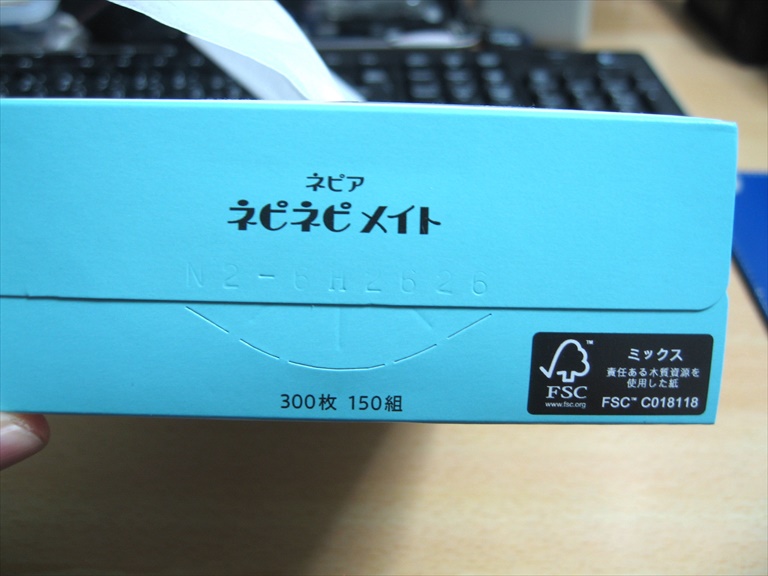 ネピア
ネピネピ メイト
N2-6H2626
300枚 150組
FSC
www.fsc.org
ミックス
責任ある木質資源を
使用した紙
FSC™ C018118